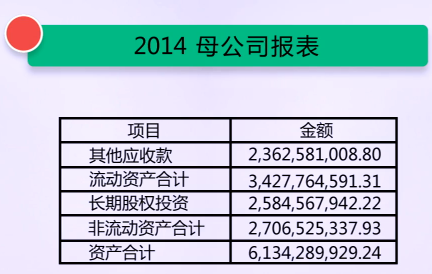 2014 母公司报表
项目 金额
其他应收款 2,362,581,008.80
流动资产合计 3,427,764,591.31
长期股权投资 2,584,567,942.22
非流动资产合计 2,706,525,337.93
资产合计 6,134,289,929.24